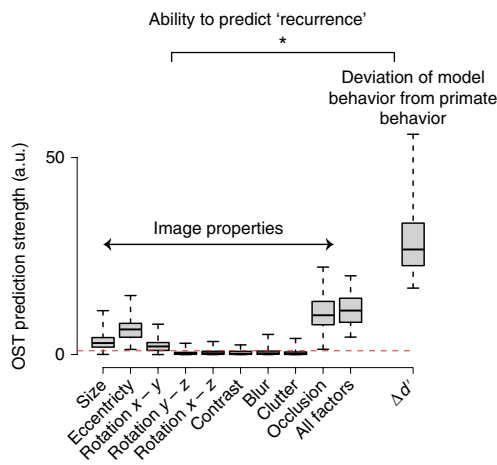 Ability to predict ‘recurrence’
*
Deviation of model
behavior from primate
behavior
OST prediction strength (a.u.)
50
0
Image properties
Size
Eccentricty
Rotation x – y
Rotation y – z
Rotation x – z
Contrast
Blur
Clutter
Occlusion
All factors
Δd′